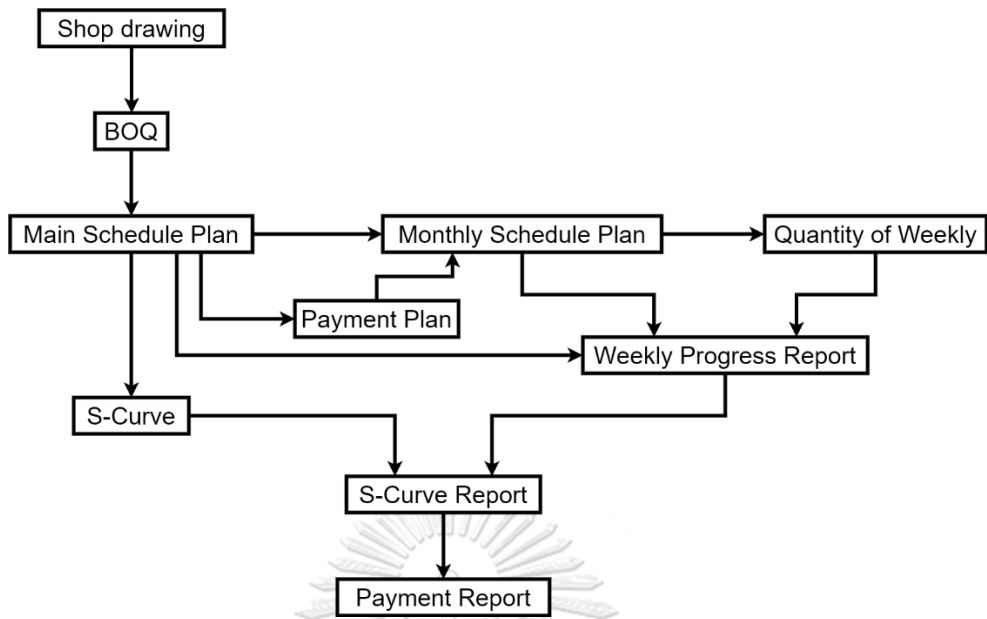 Shop drawing
BOQ
Main Schedule Plan
Monthly Schedule Plan
Quantity of Weekly
Payment Plan
Weekly Progress Report
S-Curve
S-Curve Report
Payment Report